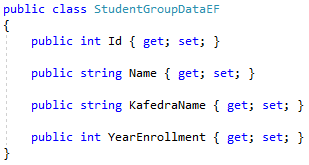 public class StudentGroupDataEF
{
public int Id { get; set; }
public string Name { get; set; }
public string KafedraName { get; set; }
public int YearEnrollment { get; set; }
}